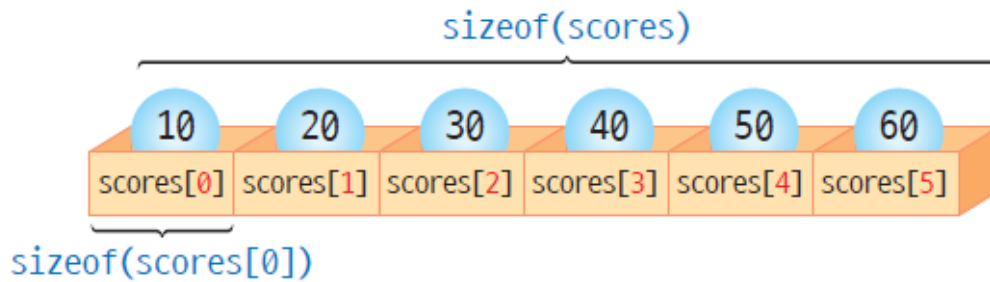 sizeof(scores)
10 20 30 40 50 60
scores[0] scores[1] scores[2] scores[3] scores[4] scores[5]
sizeof(scores[0])